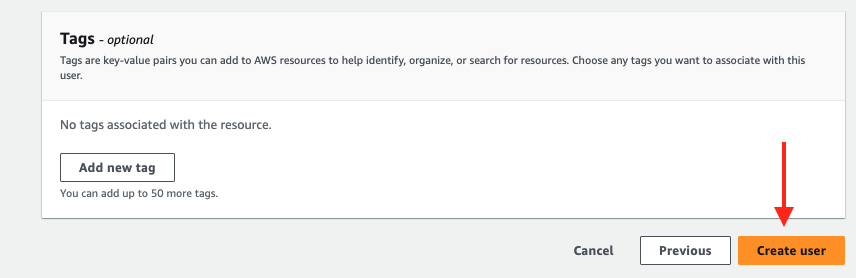 Tags - optional
Tags are key-value pairs you can add to AWS resources to help identify, organize, or search for resources. Choose any tags you want to associate with this
user.
No tags associated with the resource.
Add new tag
You can add up to 50 more tags.
Cancel
Previous
Create user